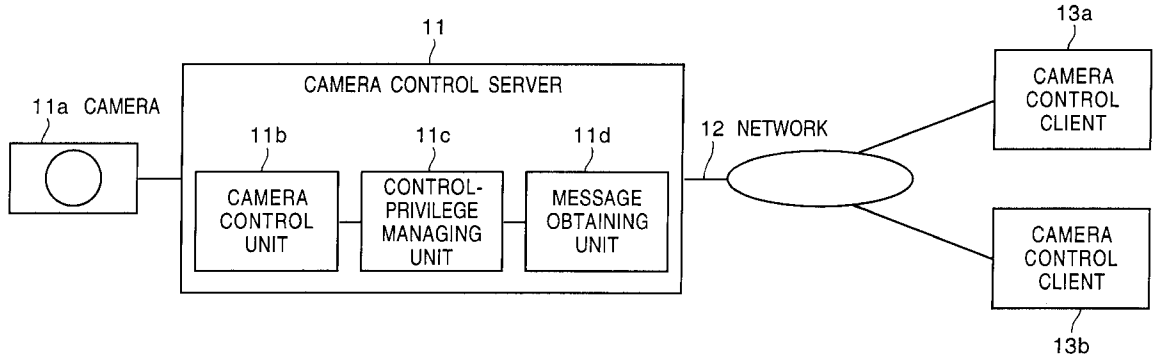 11
CAMERA CONTROL SERVER
11a CAMERA
11b
CAMERA
CONTROL
UNIT
11c
CONTROL-
PRIVILEGE
MANAGING
UNIT
11d
MESSAGE
OBTAINING
UNIT
12 NETWORK
13a
CAMERA
CONTROL
CLIENT
CAMERA
CONTROL
CLIENT
13b